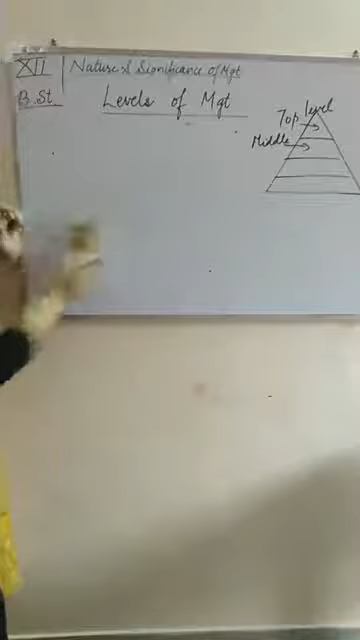 XII Nature & Significance of Mgt
B.St Levels of Mgt
Top level
Middle